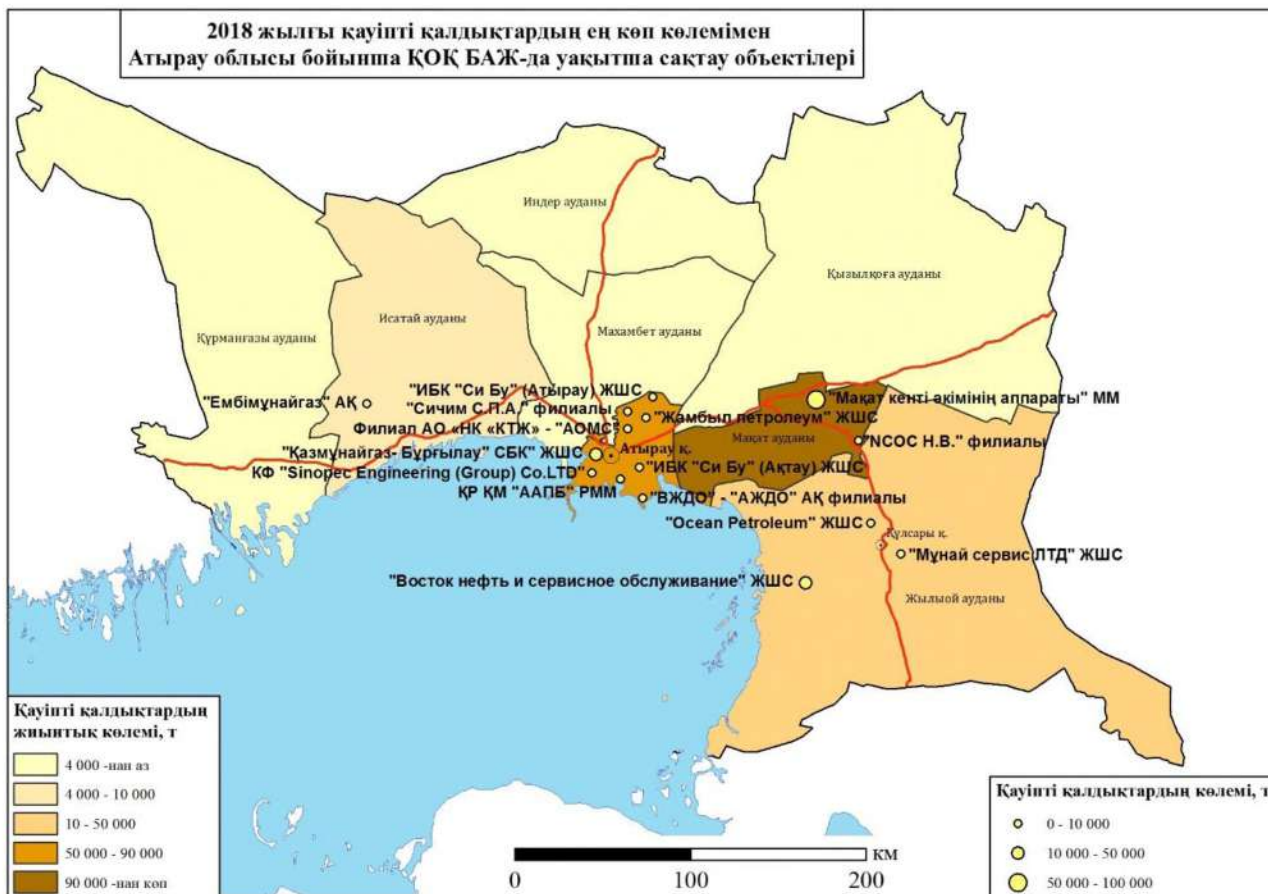 2018 жылғы қауіпті қалдықтардың ең көп көлемімен
Атырау облысы бойынша ҚОҚ БАЖ-да уақытша сақтау объектілері
Индер ауданы
Қызылқоға ауданы
Исатай ауданы
Махамбет ауданы
Құрманғазы ауданы
"ИБК "Си Бу" (Атырау) ЖШС
"Ембімұнайгаз" АҚ
"Мақат кенті әкімінің аппараты" ММ
"Сичим С.П.А." филиалы
"Жамбыл петролеум" ЖШС
Филиал АО «НК «КТЖ» - "АОМС"
Мақат ауданы
"NCOC Н.В." филиалы
Атырау қ.
"Қазмұнайгаз- Бұрғылау" СБК" ЖШС
"ИБК "Си Бу" (Ақтау) ЖШС
КФ "Sinopec Engineering (Group) Co.LTD"
ҚР ҚМ "ААПБ" РММ
"ВЖДО" - "АЖДО" АҚ филиалы
"Ocean Petroleum" ЖШС
Құлсары қ.
"Мұнай сервис ЛТД" ЖШС
"Восток нефть и сервисное обслуживание" ЖШС
Жылыой ауданы
Қауіпті қалдықтардың
жиынтық көлемі, т
4 000 -нан аз
4 000 - 10 000
10 - 50 000
50 000 - 90 000
90 000 -нан көп
км
0 100 200
Қауіпті қалдықтардың көлемі, т
0 - 10 000
10 000 - 50 000
50 000 - 100 000